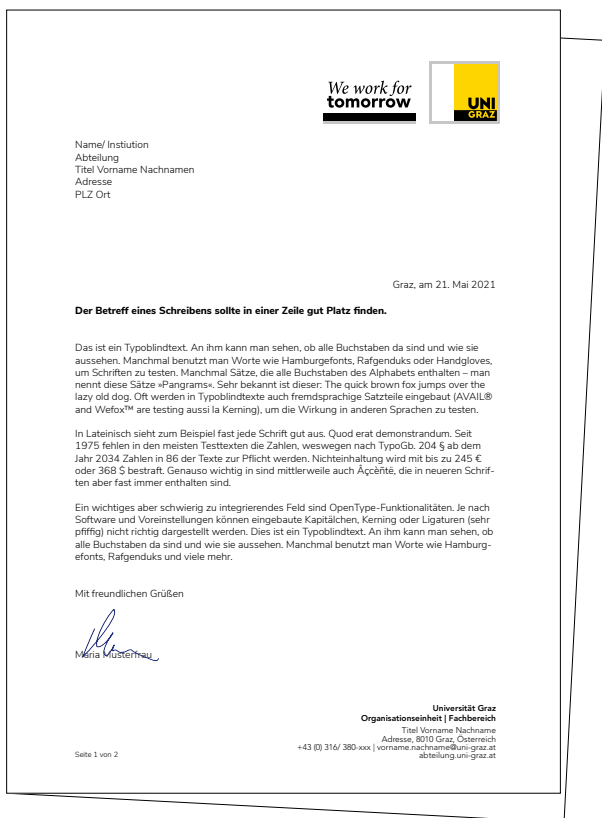 We work for
tomorrow
UNI
GRAZ
Name/ Instiution
Abteilung
Titel Vorname Nachnamen
Adresse
PLZ Ort
Graz, am 21. Mai 2021
Der Betreff eines Schreibens sollte in einer Zeile gut Platz finden.
Das ist ein Typoblindtext. An ihm kann man sehen, ob alle Buchstaben da sind und wie sie
aussehen. Manchmal benutzt man Worte wie Hamburgefonts, Rafgenduks oder Handgloves,
um Schriften zu testen. Manchmal Sätze, die alle Buchstaben des Alphabets enthalten – man
nennt diese Sätze »Pangrams«. Sehr bekannt ist dieser: The quick brown fox jumps over the
lazy old dog. Oft werden in Typoblindtexte auch fremdsprachige Satzteile eingebaut (AVAIL®
and Wefox™ are testing aussi la Kerning), um die Wirkung in anderen Sprachen zu testen.
In Lateinisch sieht zum Beispiel fast jede Schrift gut aus. Quod erat demonstrandum. Seit
1975 fehlen in den meisten Testtexten die Zahlen, weswegen nach TypoGb. 204 § ab dem
Jahr 2034 Zahlen in 86 der Texte zur Pflicht werden. Nichteinhaltung wird mit bis zu 245 €
oder 368 $ bestraft. Genauso wichtig in sind mittlerweile auch Âçcèñtë, die in neueren Schrif-
ten aber fast immer enthalten sind.
Ein wichtiges aber schwierig zu integrierendes Feld sind OpenType-Funktionalitäten. Je nach
Software und Voreinstellungen können eingebaute Kapitälchen, Kerning oder Ligaturen (sehr
pfiffig) nicht richtig dargestellt werden. Dies ist ein Typoblindtext. An ihm kann man sehen, ob
alle Buchstaben da sind und wie sie aussehen. Manchmal benutzt man Worte wie Hamburg-
efonts, Rafgenduks und viele mehr.
Mit freundlichen Grüßen
Maria Musterfrau
Universität Graz
Organisationseinheit | Fachbereich
Titel Vorname Nachname
Adresse, 8010 Graz, Österreich
+43 (0) 316/ 380-xxx | vorname.nachname@uni-graz.at
abteilung.uni-graz.at
Seite 1 von 2